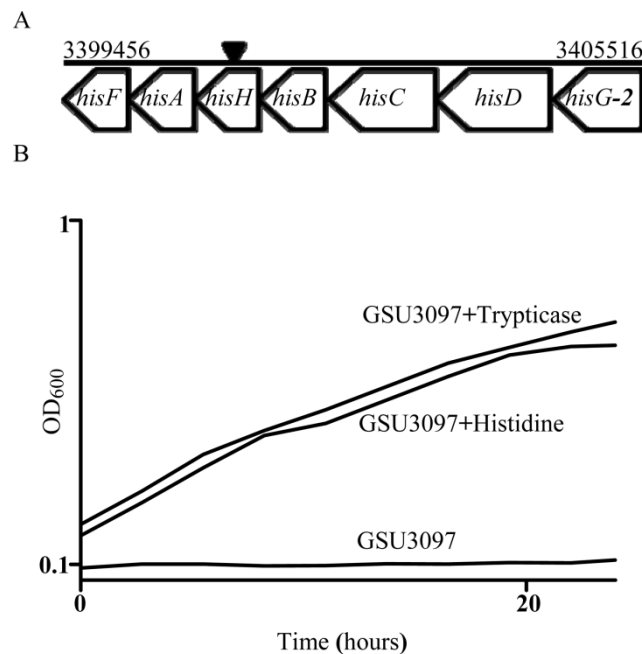 A
3399456 3405516
hisF hisA hisH hisB hisC hisD hisG-2
B
1
GSU3097+Trypticase
OD600
GSU3097+Histidine
GSU3097
0.1
0 20
Time (hours)